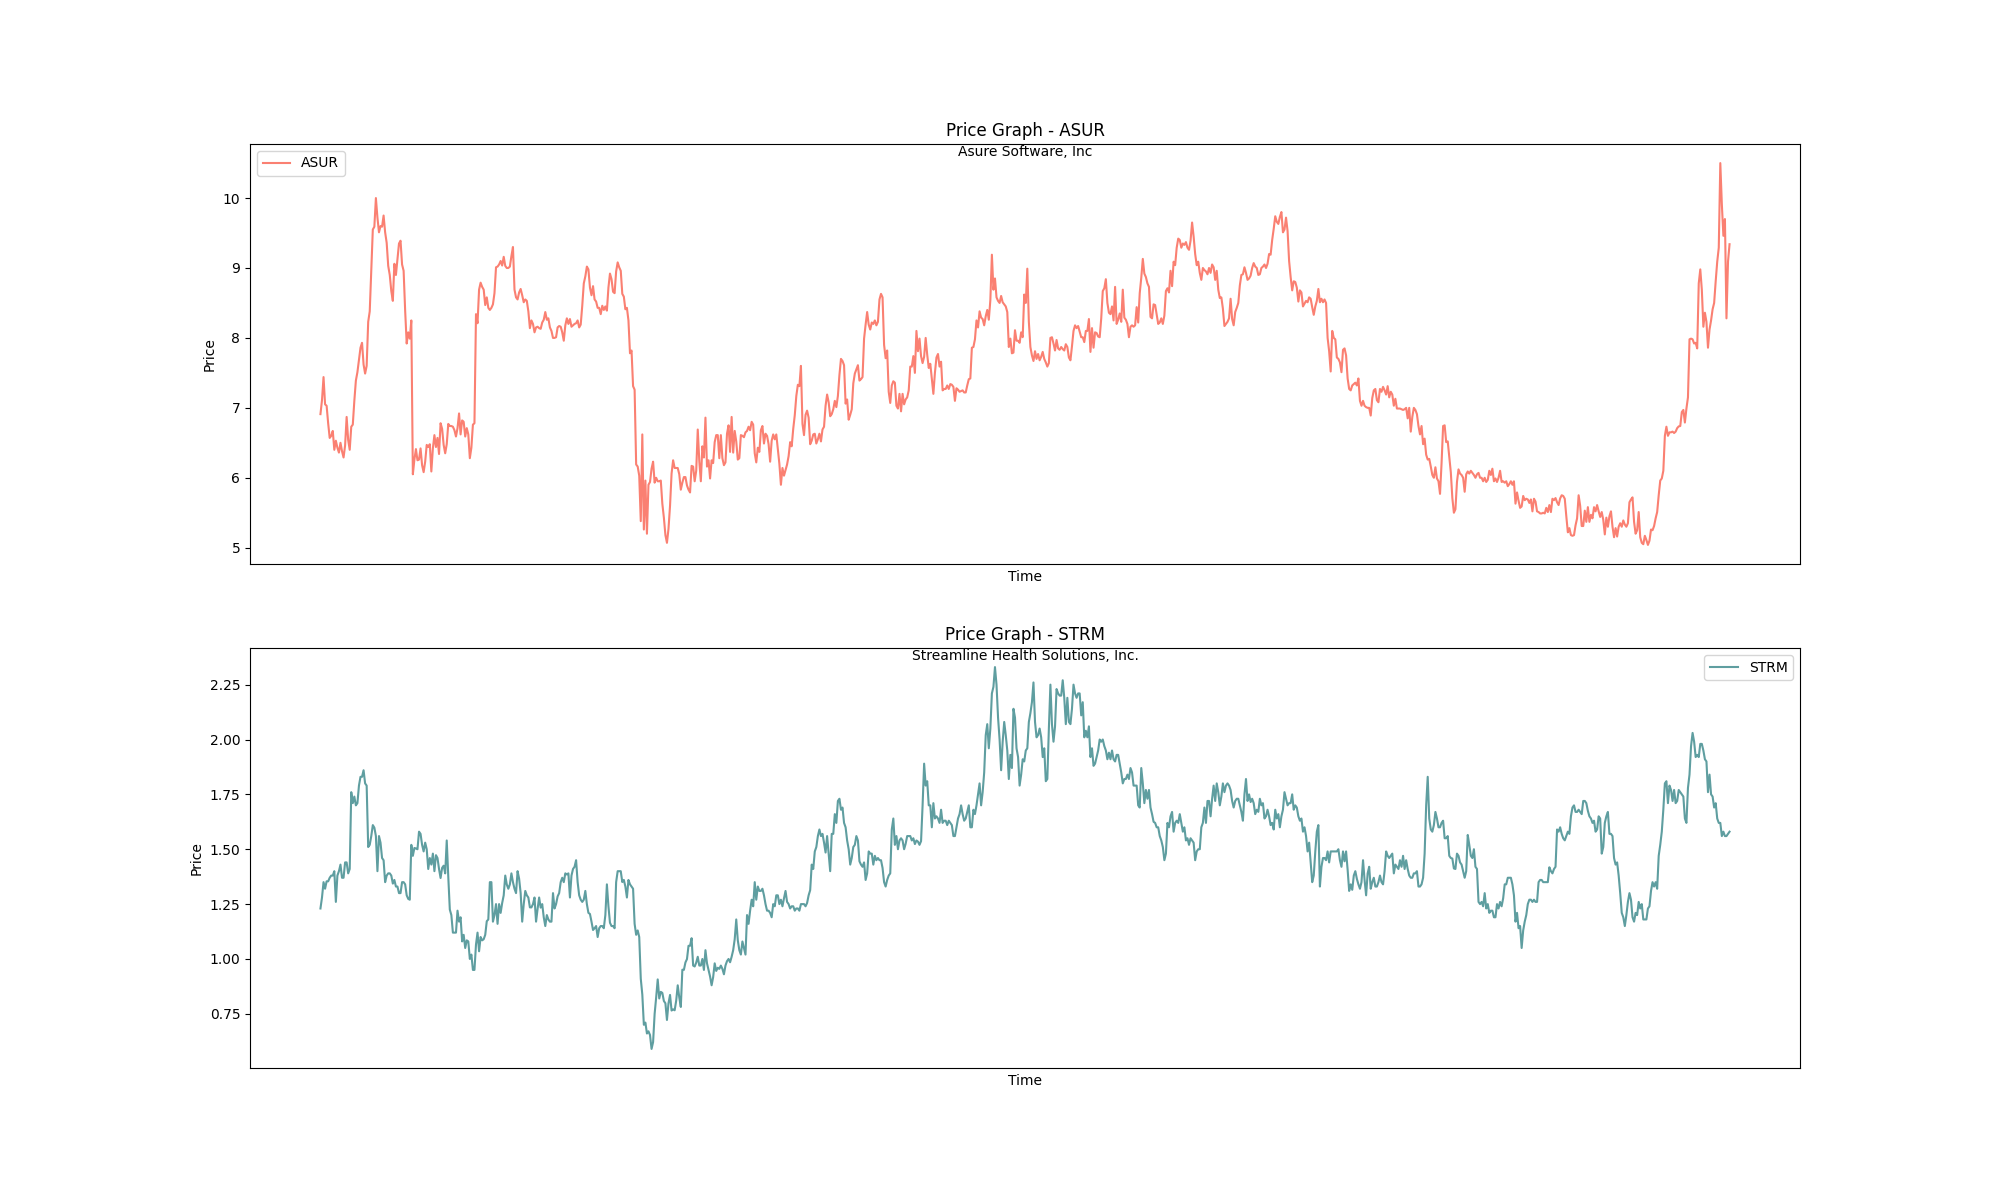 Price Graph - ASUR
Asure Software, Inc
ASUR
10
9
8
7
6
5
Price
Time
Price Graph - STRM
Streamline Health Solutions, Inc.
STRM
2.25
2.00
1.75
1.50
1.25
1.00
0.75
Price
Time